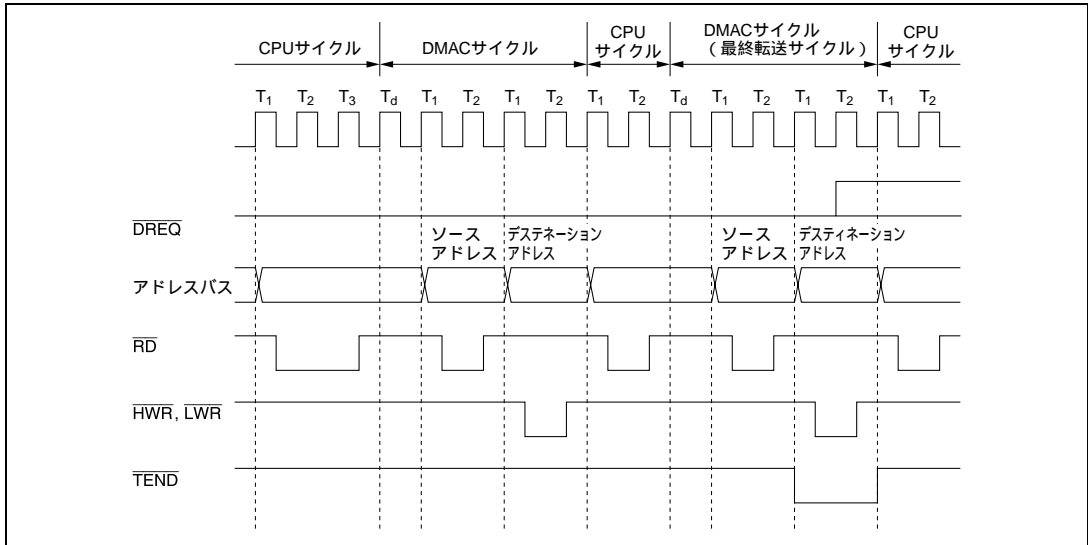 CPUサイクル DMACサイクル CPU サイクル DMACサイクル (最終転送サイクル) CPU サイクル
T1 T2 T3 Td T1 T2 T1 T2 T1 T2 Td T1 T2 T1 T2 T1 T2
DREQ
ソース アドレス デステネーション アドレス ソース アドレス デスティネーション アドレス
アドレスバス
RD
HWR, LWR
TEND